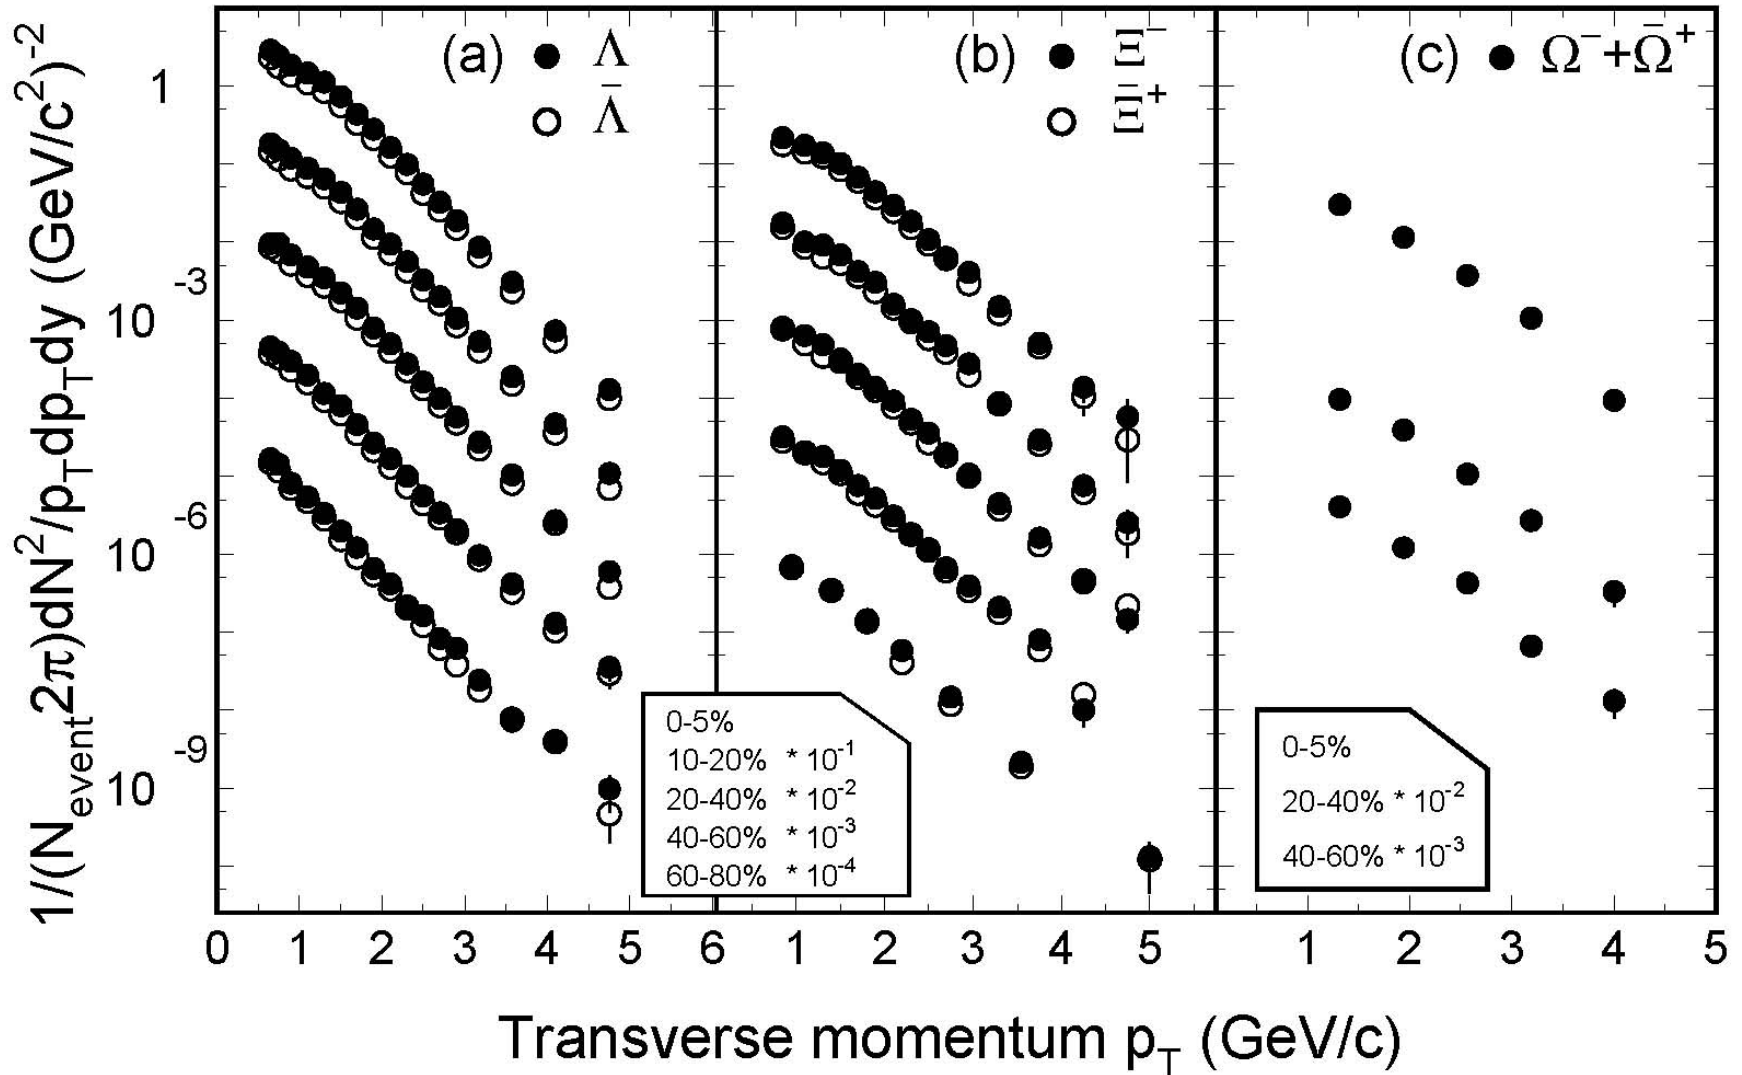 1/(N_event 2π)dN²/p_T dp_T dy (GeV/c²)⁻²
1
10⁻³
10⁻⁶
10⁻⁹
(a) ● Λ
○ Λ̄
(b) ● Ξ⁻
○ Ξ̄⁺
(c) ● Ω⁻+Ω̄⁺
0-5%
10-20% * 10⁻¹
20-40% * 10⁻²
40-60% * 10⁻³
60-80% * 10⁻⁴
0-5%
20-40% * 10⁻²
40-60% * 10⁻³
0 1 2 3 4 5 6 1 2 3 4 5 1 2 3 4 5
Transverse momentum p_T (GeV/c)